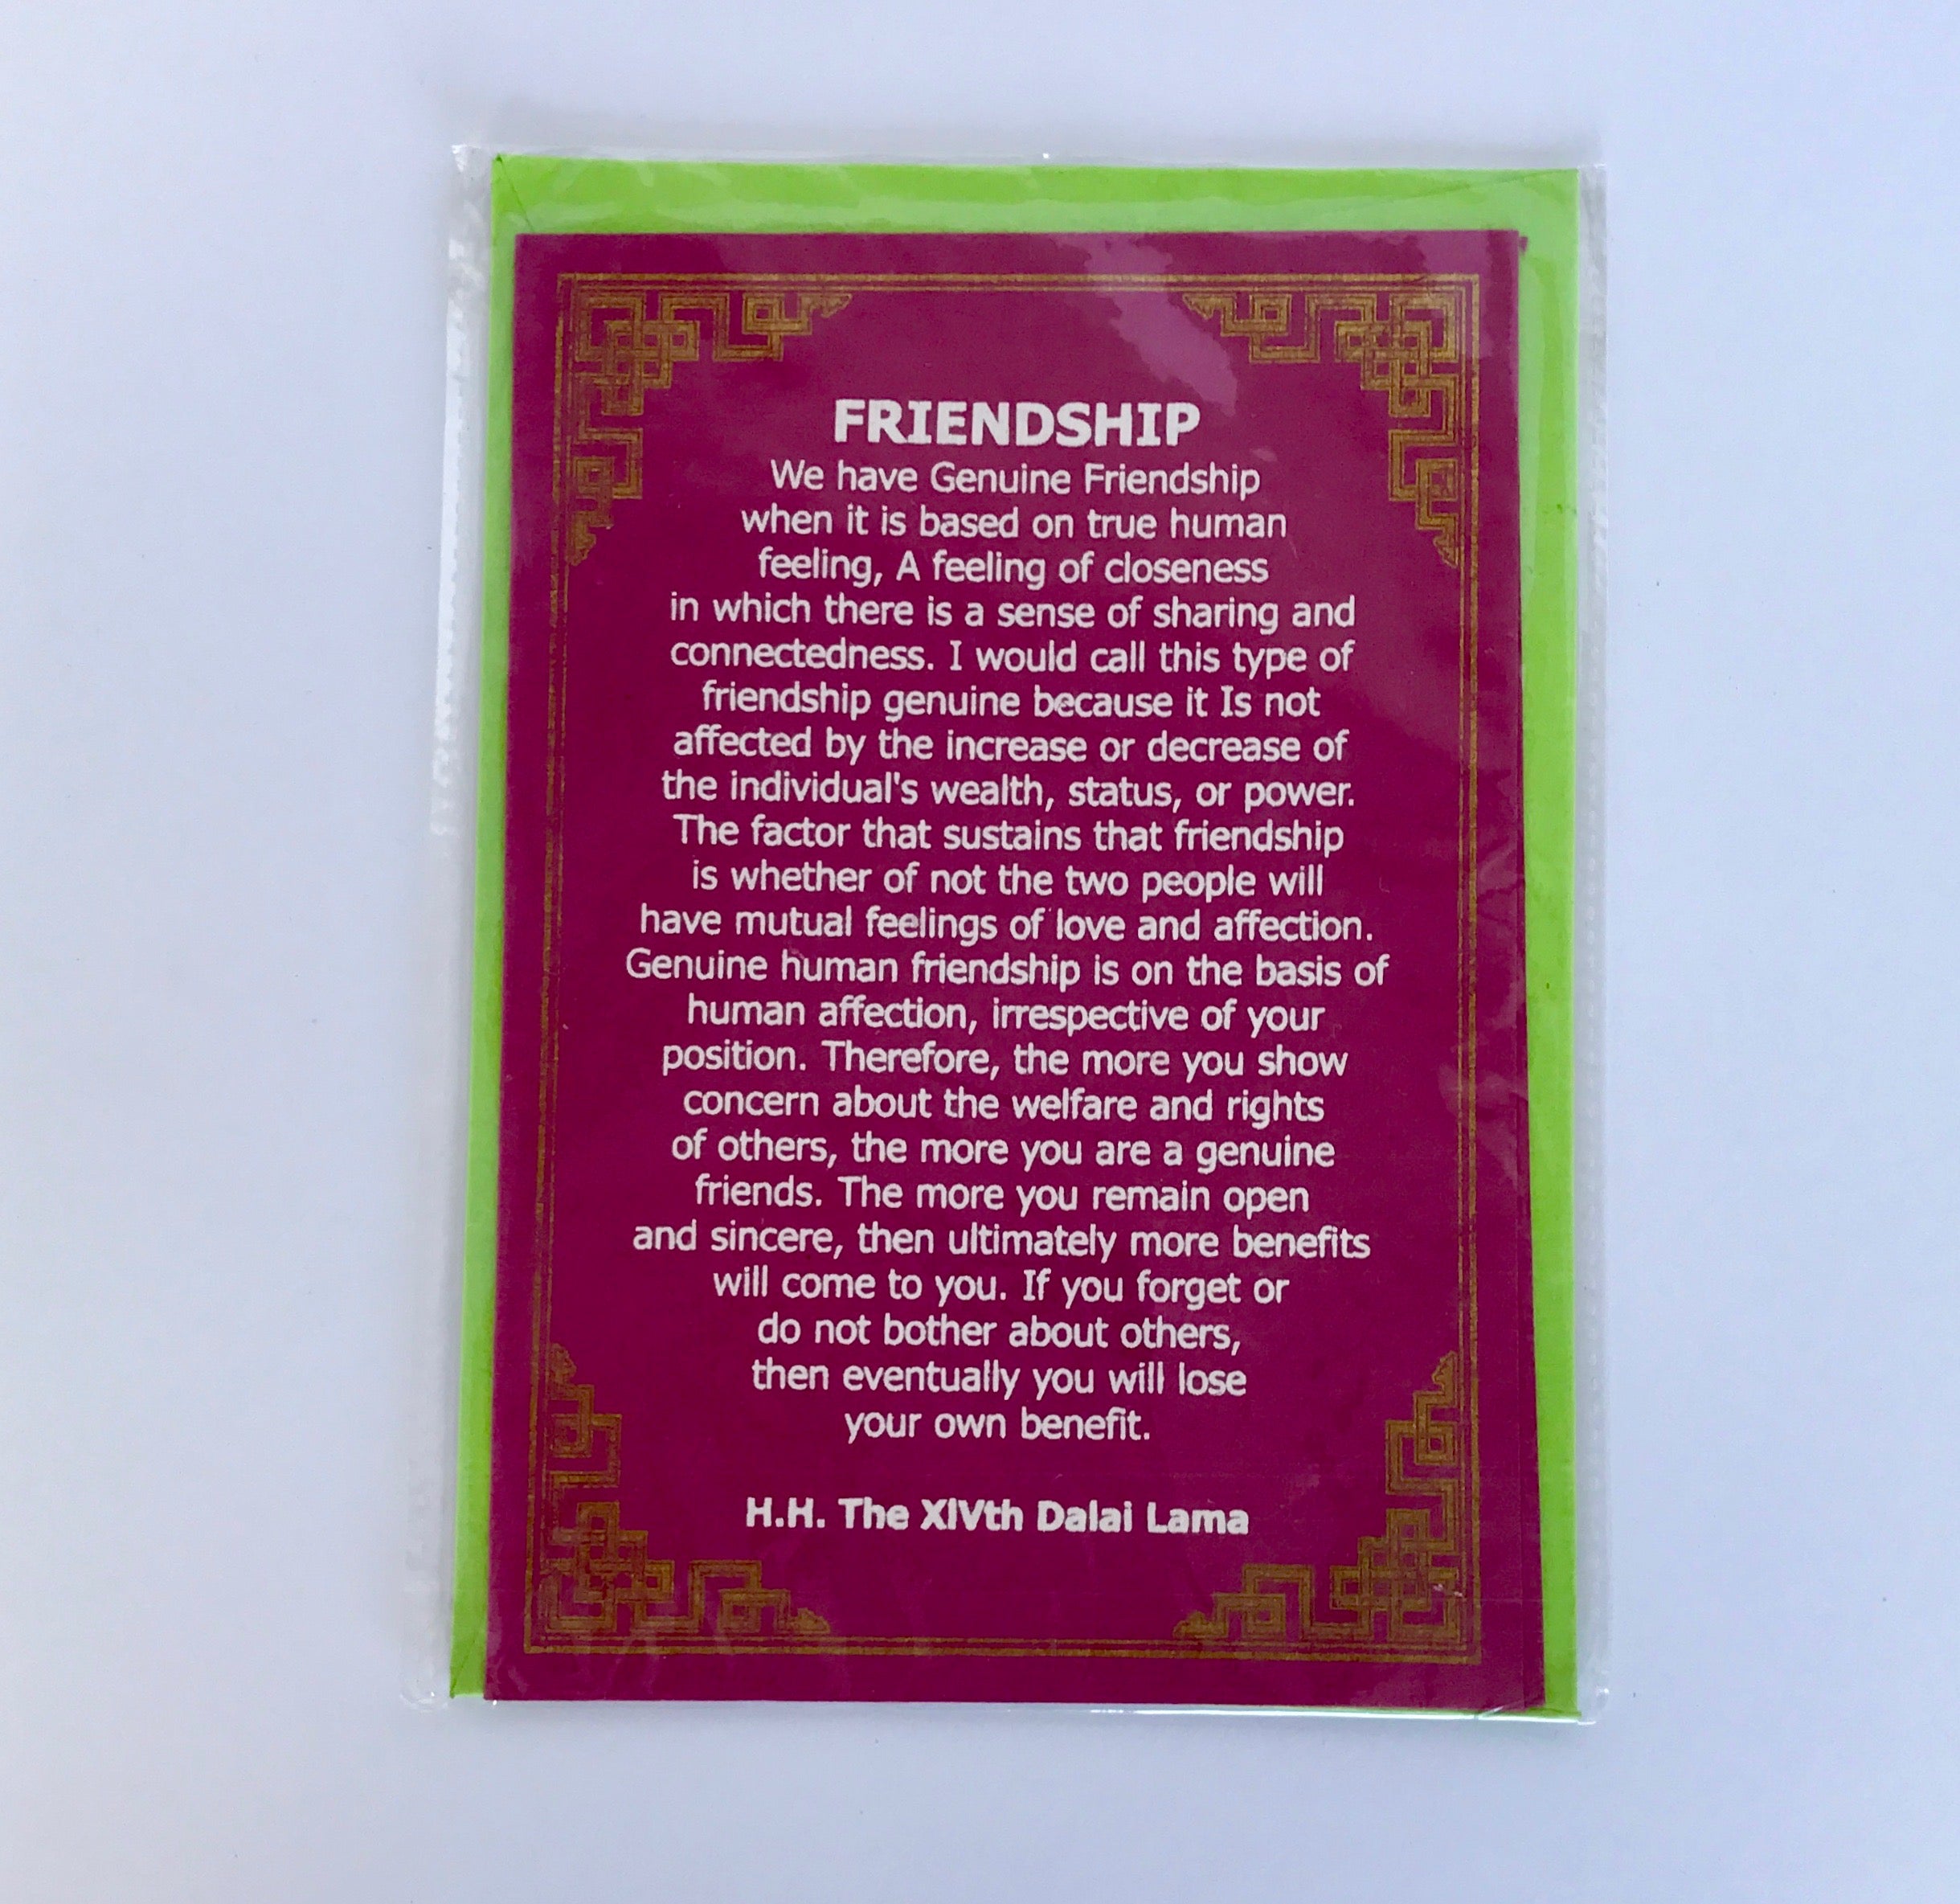 FRIENDSHIP
We have Genuine Friendship
when it is based on true human
feeling, A feeling of closeness
in which there is a sense of sharing and
connectedness. I would call this type of
friendship genuine because it Is not
affected by the increase or decrease of
the individual's wealth, status, or power.
The factor that sustains that friendship
is whether of not the two people will
have mutual feelings of love and affection.
Genuine human friendship is on the basis of
human affection, irrespective of your
position. Therefore, the more you show
concern about the welfare and rights
of others, the more you are a genuine
friends. The more you remain open
and sincere, then ultimately more benefits
will come to you. If you forget or
do not bother about others,
then eventually you will lose
your own benefit.
H.H. The XIVth Dalai Lama